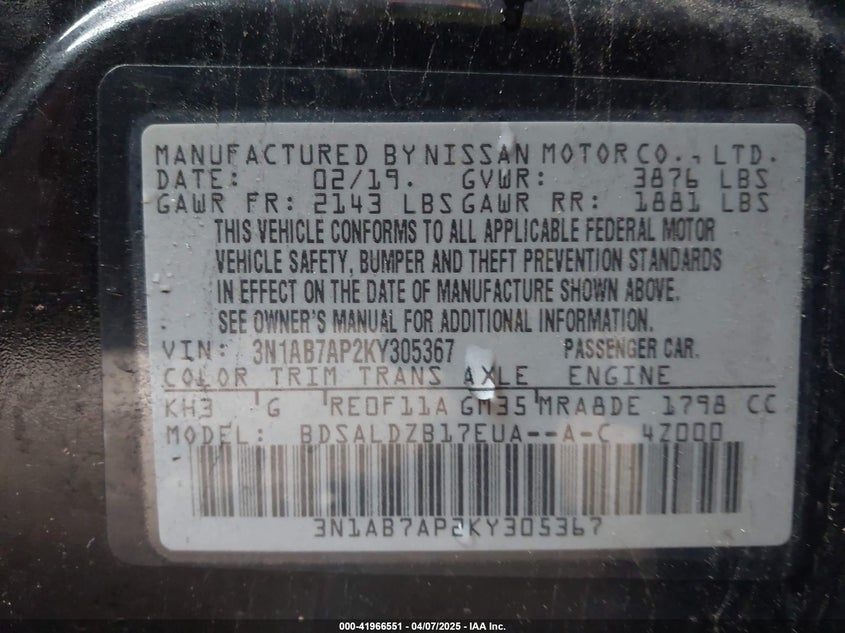 MANUFACTURED BY NISSAN MOTOR CO., LTD.
DATE: 02/19. GVWR: 3876 LBS
GAWR FR: 2143 LBS GAWR RR: 1881 LBS
THIS VEHICLE CONFORMS TO ALL APPLICABLE FEDERAL MOTOR
VEHICLE SAFETY, BUMPER AND THEFT PREVENTION STANDARDS
IN EFFECT ON THE DATE OF MANUFACTURE SHOWN ABOVE.
SEE OWNER'S MANUAL FOR ADDITIONAL INFORMATION.
VIN: 3N1AB7AP2KY305367 PASSENGER CAR.
COLOR TRIM TRANS AXLE ENGINE
KH3 G RE0F11A GM35 MRA8DE 1798 CC
MODEL: BDSALDZB17EUA--A-C 4Z000
3N1AB7AP2KY305367
000-41966551 | 04/07/2025 - IAA Inc.